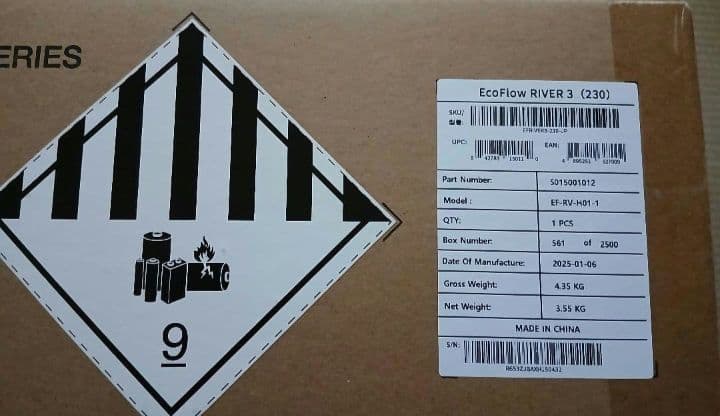 ERIES
9
EcoFlow RIVER 3 (230)
SKU/
UPC:
EAN:
Part Number: 5015001012
Model : EF-RV-H01-1
QTY: 1 PCS
Box Number: 561 of 2500
Date Of Manufacture: 2025-01-06
Gross Weight: 4.35 KG
Net Weight: 3.55 KG
MADE IN CHINA
S/N: